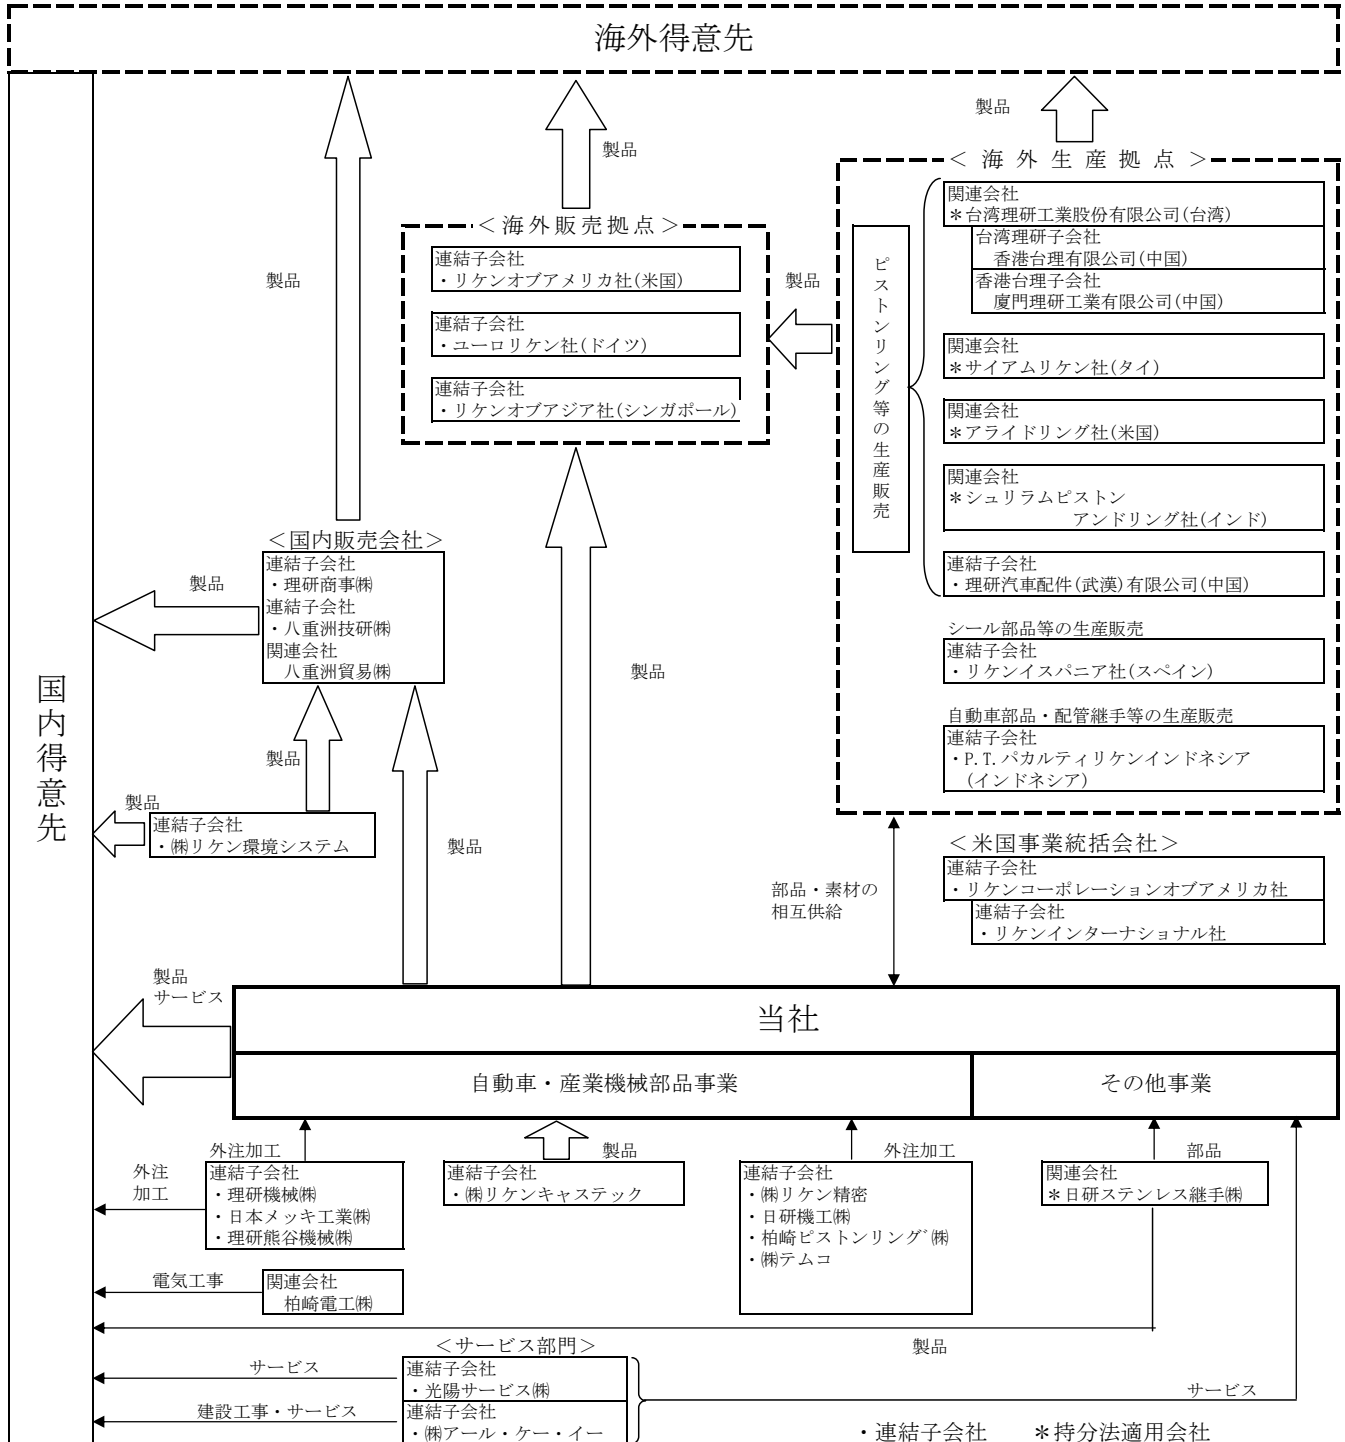 海外得意先
国内得意先
製品
製品
製品
＜海外生産拠点＞
ピストンリング等の生産販売
関連会社
＊台湾理研工業股份有限公司(台湾)
台湾理研子会社
香港台理有限公司(中国)
香港台理子会社
廈門理研工業有限公司(中国)
関連会社
＊サイアムリケン社(タイ)
関連会社
＊アライドリング社(米国)
関連会社
＊シュリラムピストン
アンドリング社(インド)
連結子会社
・理研汽車配件(武漢)有限公司(中国)
シール部品等の生産販売
連結子会社
・リケンイスパニア社(スペイン)
自動車部品・配管継手等の生産販売
連結子会社
・P.T.パカルティリケンインドネシア
(インドネシア)
＜海外販売拠点＞
連結子会社
・リケンオブアメリカ社(米国)
連結子会社
・ユーロリケン社(ドイツ)
連結子会社
・リケンオブアジア社(シンガポール)
製品
＜国内販売会社＞
連結子会社
・理研商事㈱
連結子会社
・八重洲技研㈱
関連会社
八重洲貿易㈱
製品
製品
製品
製品
連結子会社
・㈱リケン環境システム
製品
＜米国事業統括会社＞
連結子会社
・リケンコーポレーションオブアメリカ社
連結子会社
・リケンインターナショナル社
部品・素材の
相互供給
製品
サービス
当社
自動車・産業機械部品事業
その他事業
外注加工
外注
加工
連結子会社
・理研機械㈱
・日本メッキ工業㈱
・理研熊谷機械㈱
製品
連結子会社
・㈱リケンキャステック
外注加工
連結子会社
・㈱リケン精密
・日研機工㈱
・柏崎ピストンリング㈱
・㈱テムコ
部品
関連会社
＊日研ステンレス継手㈱
電気工事
関連会社
柏崎電工㈱
製品
＜サービス部門＞
サービス
連結子会社
・光陽サービス㈱
建設工事・サービス
連結子会社
・㈱アール・ケー・イー
サービス
・連結子会社　＊持分法適用会社